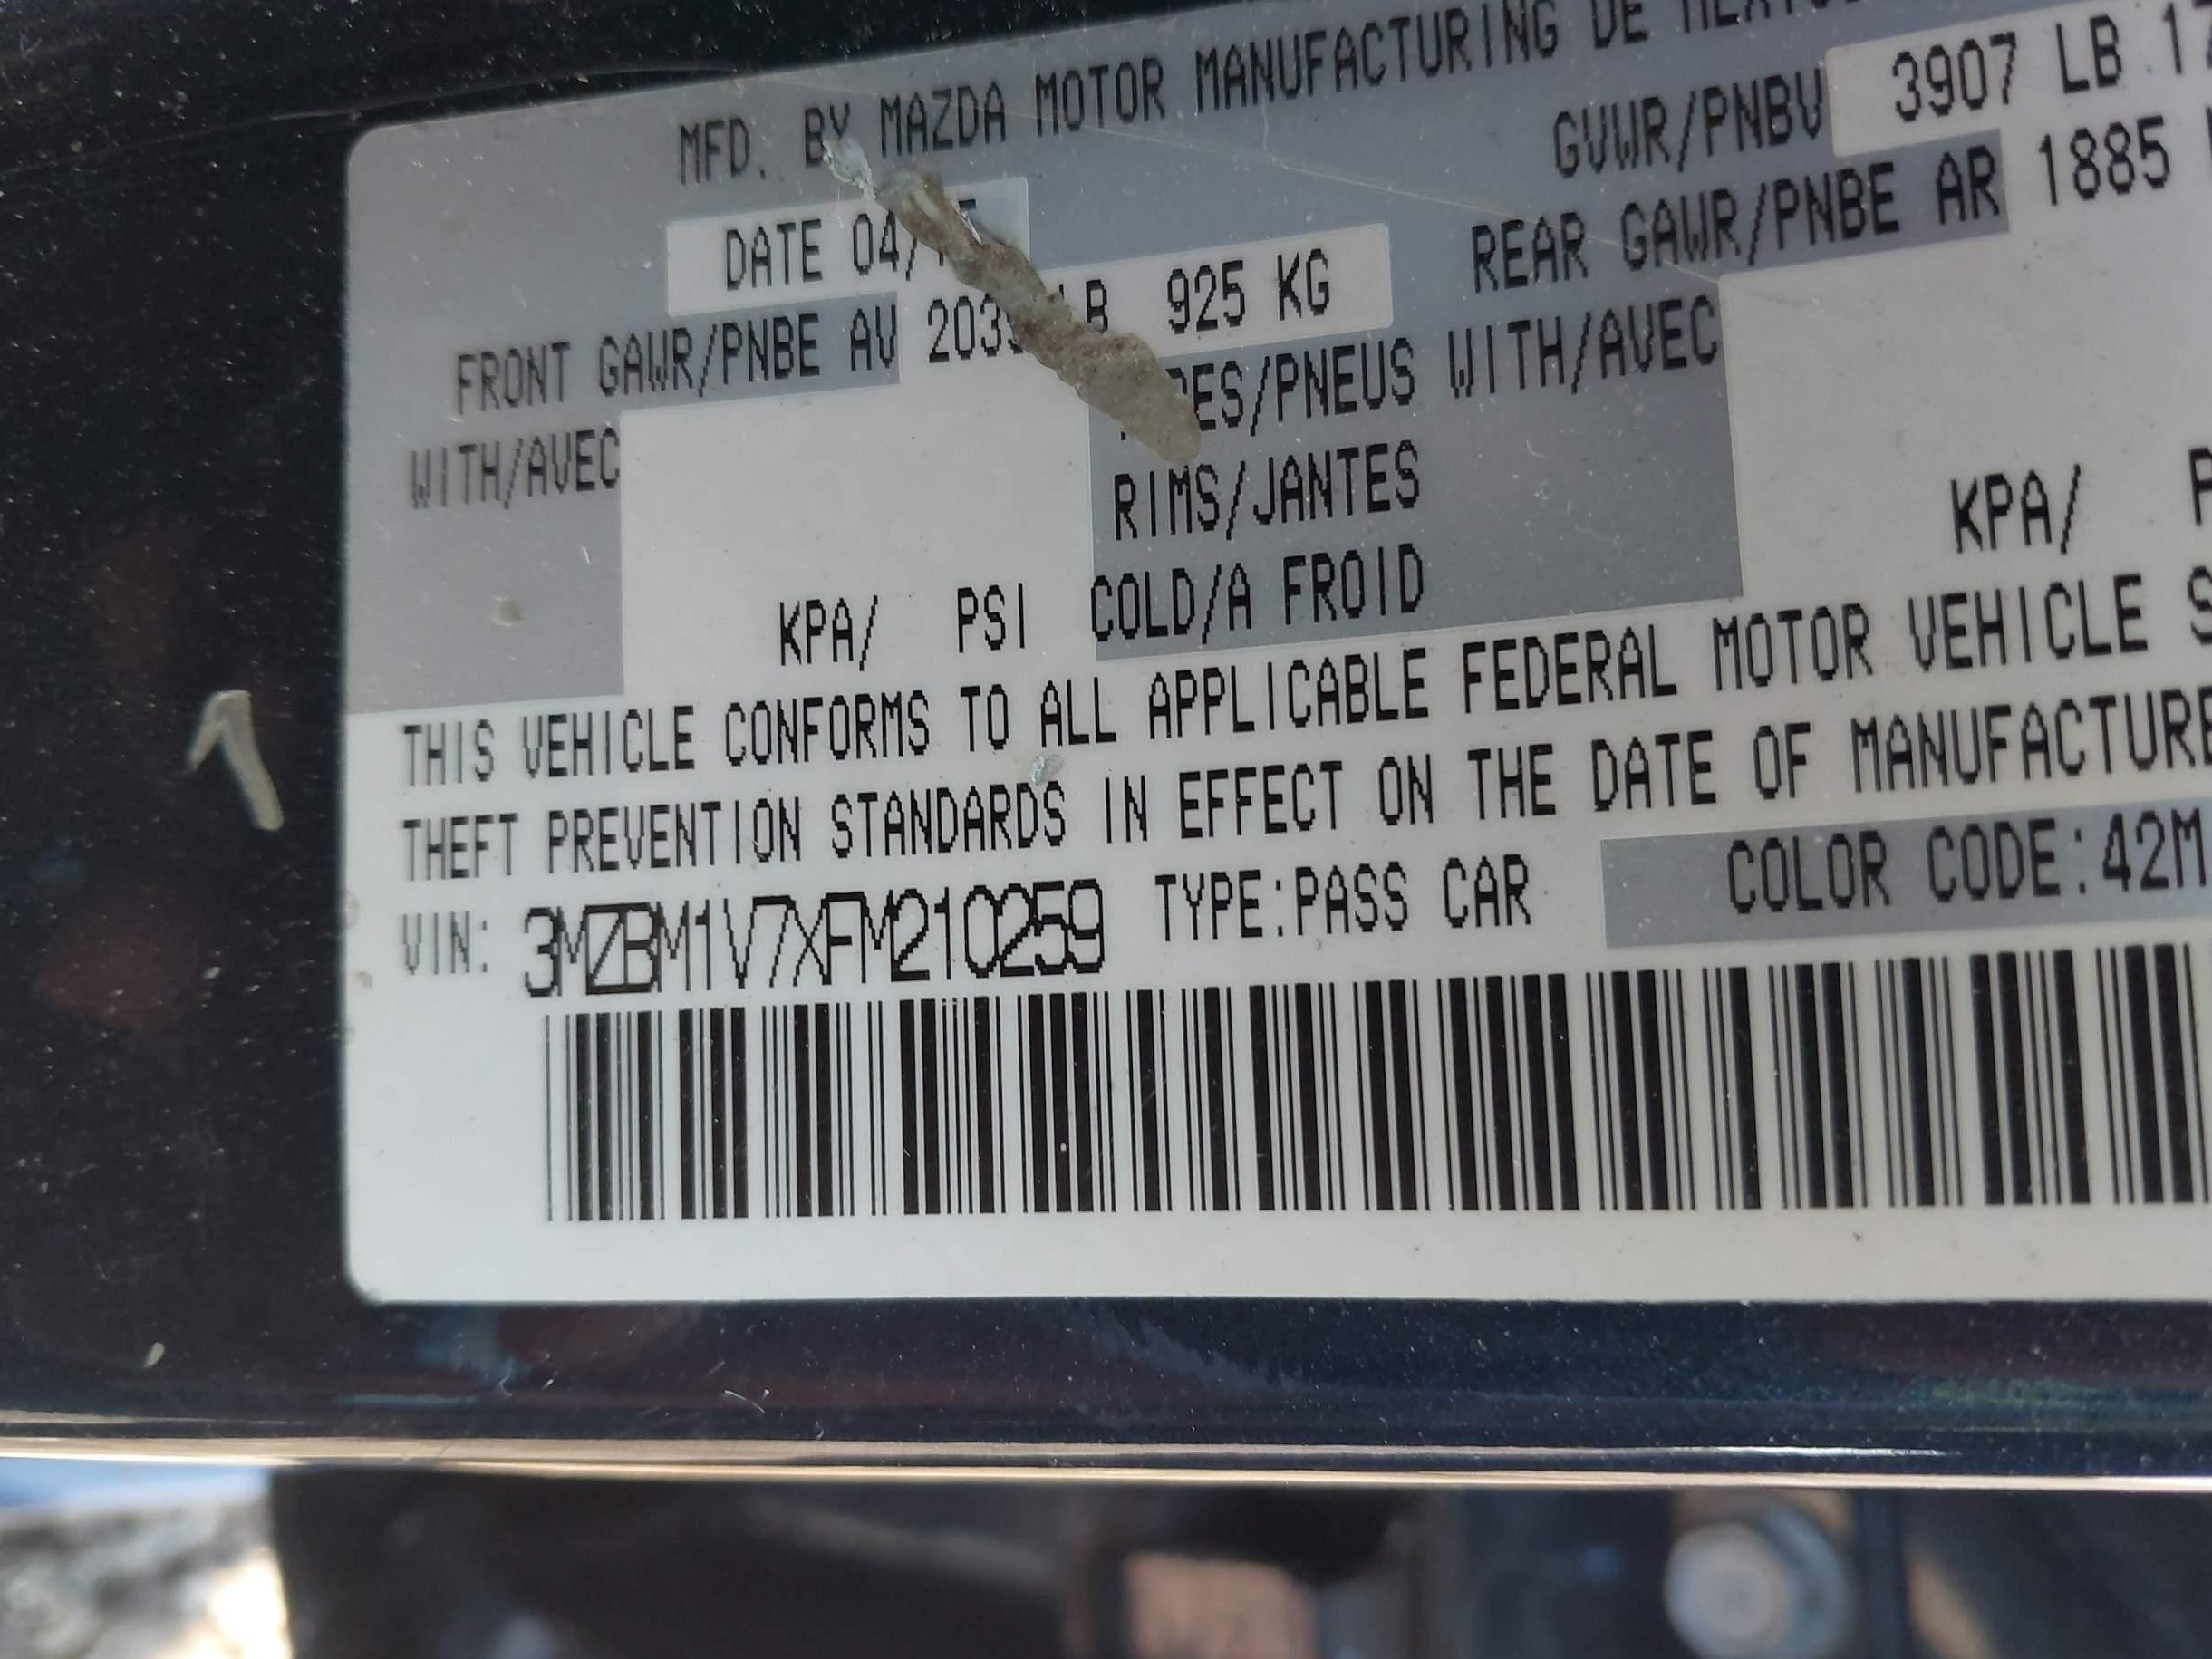 MFD. BY MAZDA MOTOR MANUFACTURING DE
DATE 04/
GVWR/PNBV 3907 LB
FRONT GAWR/PNBE AV LB 925 KG
REAR GAWR/PNBE AR 1885
WITH/AVEC
WITH/AVEC
RIMS/JANTES
KPA/ PSI COLD/A FROID
KPA/
THIS VEHICLE CONFORMS TO ALL APPLICABLE FEDERAL MOTOR VEHICLE
THEFT PREVENTION STANDARDS IN EFFECT ON THE DATE OF MANUFACTURE
VIN: 3MZBM1V7XFM210259 TYPE:PASS CAR COLOR CODE:42M